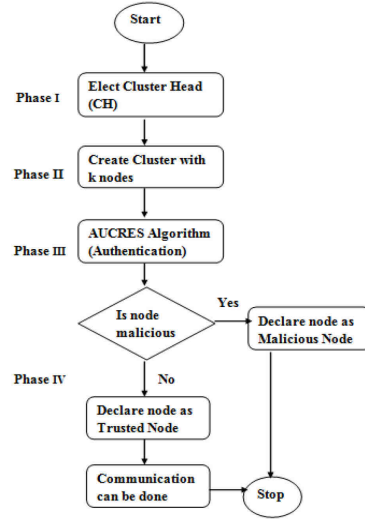 Start
Phase I
Elect Cluster Head
(CH)
Phase II
Create Cluster with
k nodes
Phase III
AUCRES Algorithm
(Authentication)
Is node
malicious
Yes
Declare node as
Malicious Node
Phase IV
No
Declare node as
Trusted Node
Communication
can be done
Stop